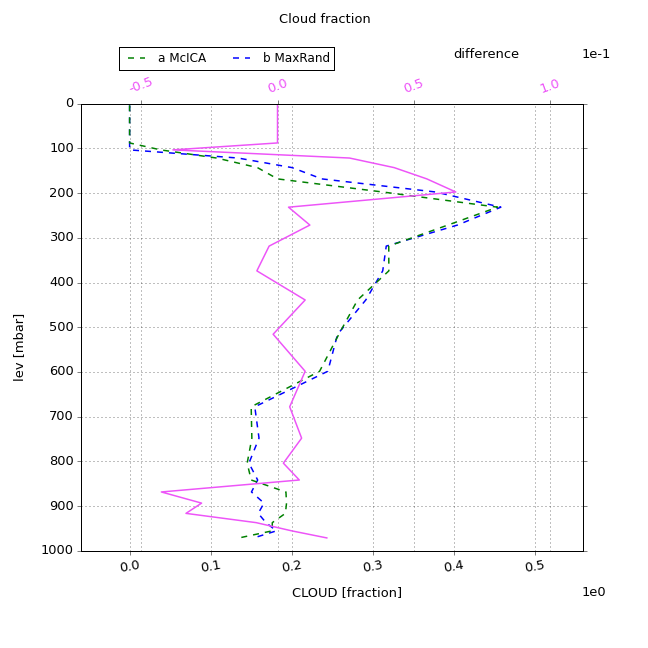 Cloud fraction
a McICA b MaxRand difference 1e-1
-0.5 0.0 0.5 1.0
0
100
200
300
400
500
600
700
800
900
1000
lev [mbar]
0.0 0.1 0.2 0.3 0.4 0.5
CLOUD [fraction] 1e0